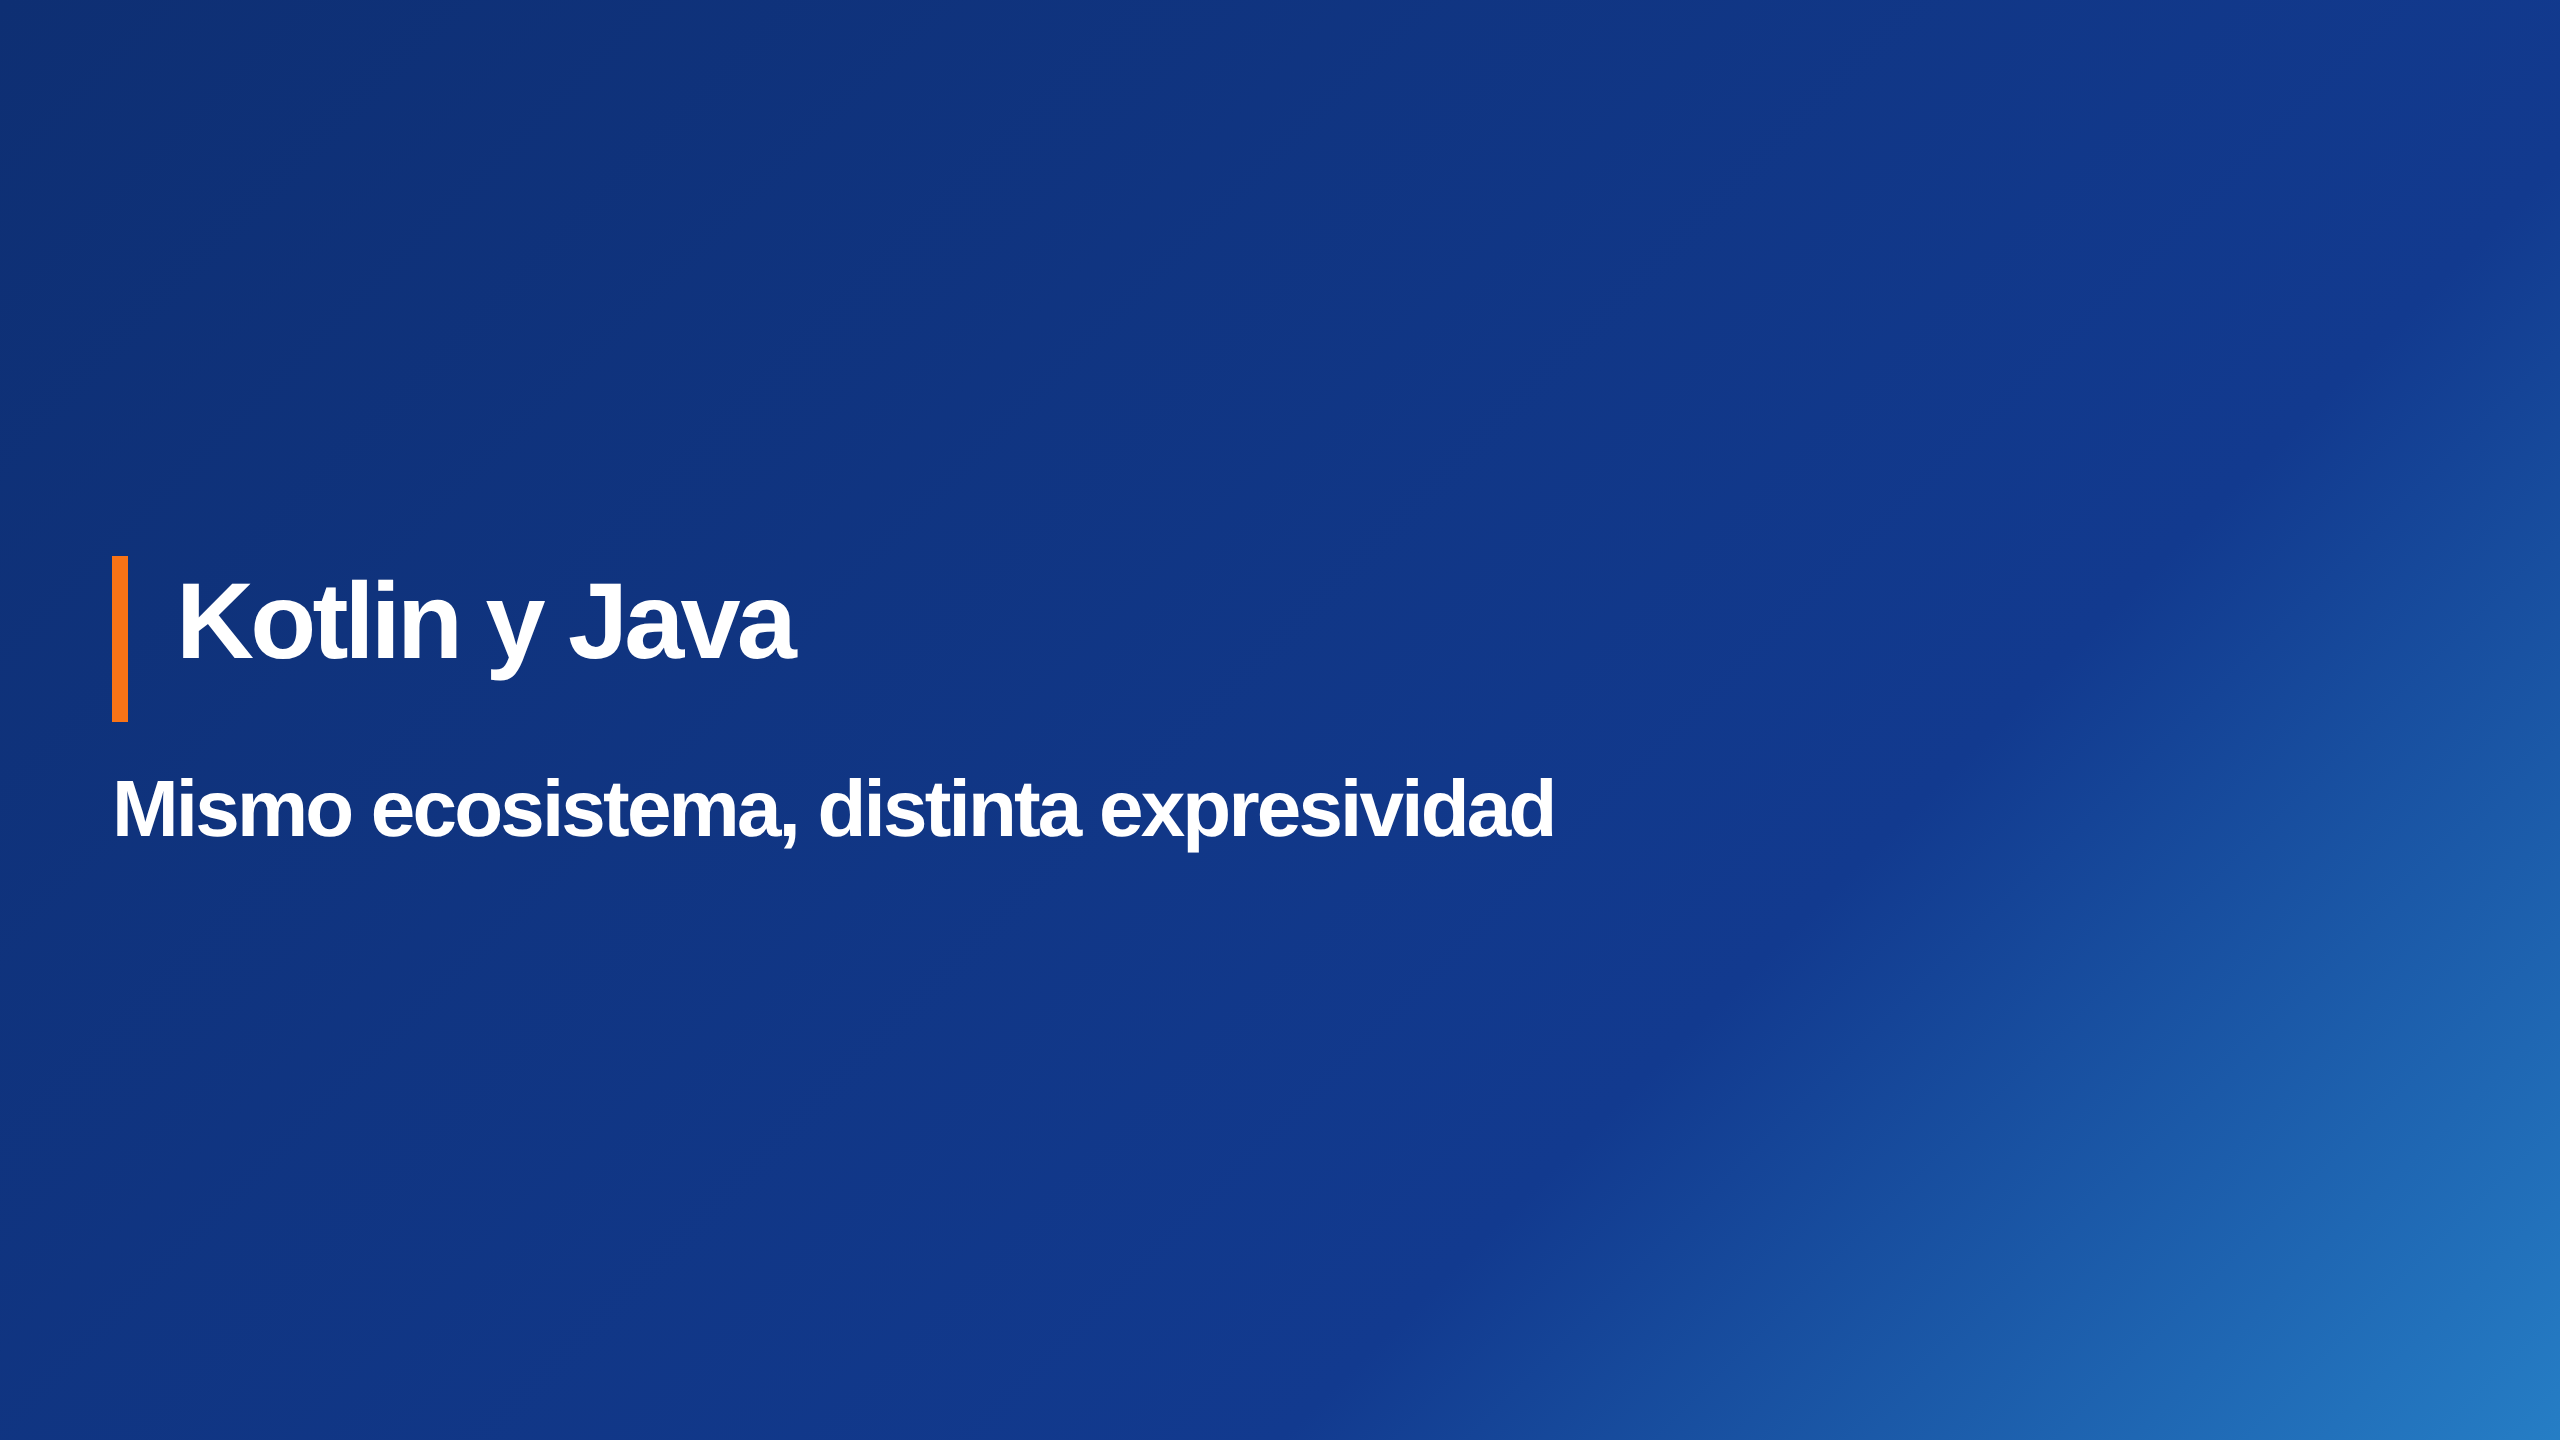 Kotlin y Java
Mismo ecosistema, distinta expresividad